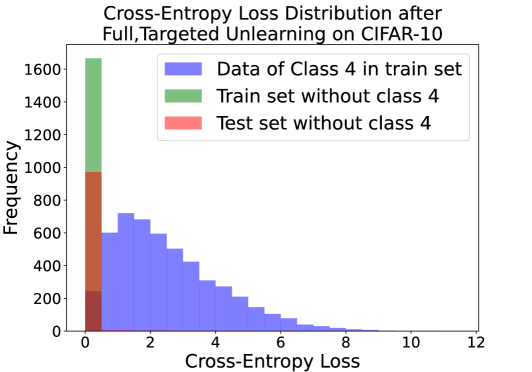 Cross-Entropy Loss Distribution after
Full,Targeted Unlearning on CIFAR-10
Data of Class 4 in train set
Train set without class 4
Test set without class 4
Frequency
1600
1400
1200
1000
800
600
400
200
0
0 2 4 6 8 10 12
Cross-Entropy Loss